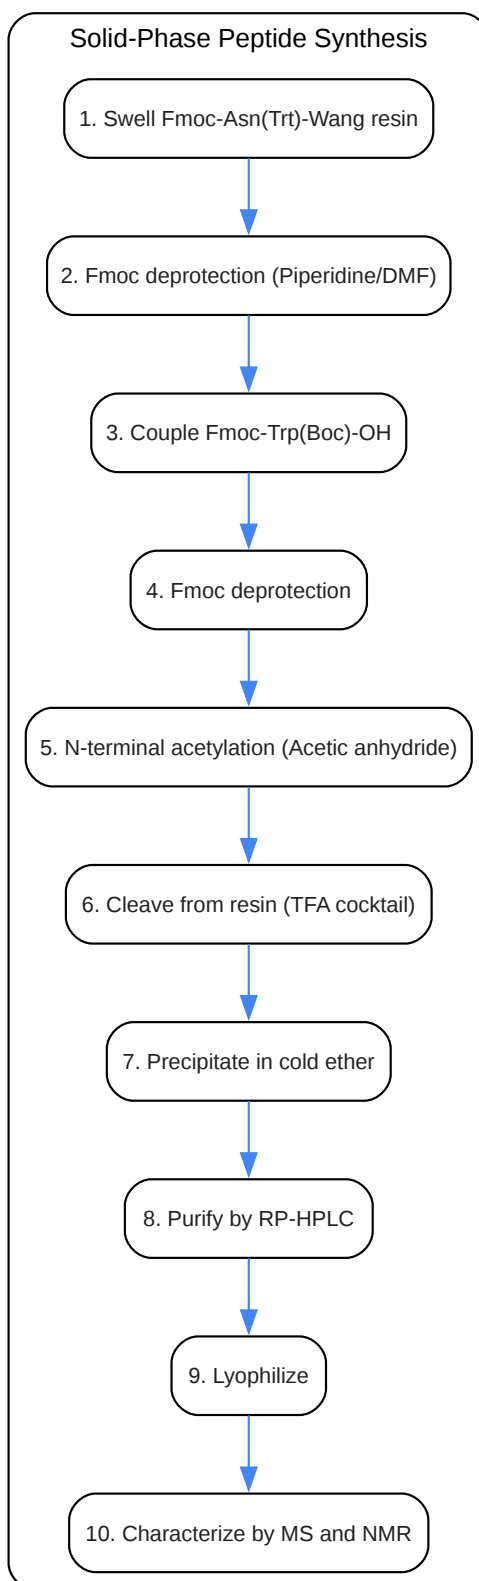 Solid-Phase Peptide Synthesis
1. Swell Fmoc-Asn(Trt)-Wang resin
2. Fmoc deprotection (Piperidine/DMF)
3. Couple Fmoc-Trp(Boc)-OH
4. Fmoc deprotection
5. N-terminal acetylation (Acetic anhydride)
6. Cleave from resin (TFA cocktail)
7. Precipitate in cold ether
8. Purify by RP-HPLC
9. Lyophilize
10. Characterize by MS and NMR